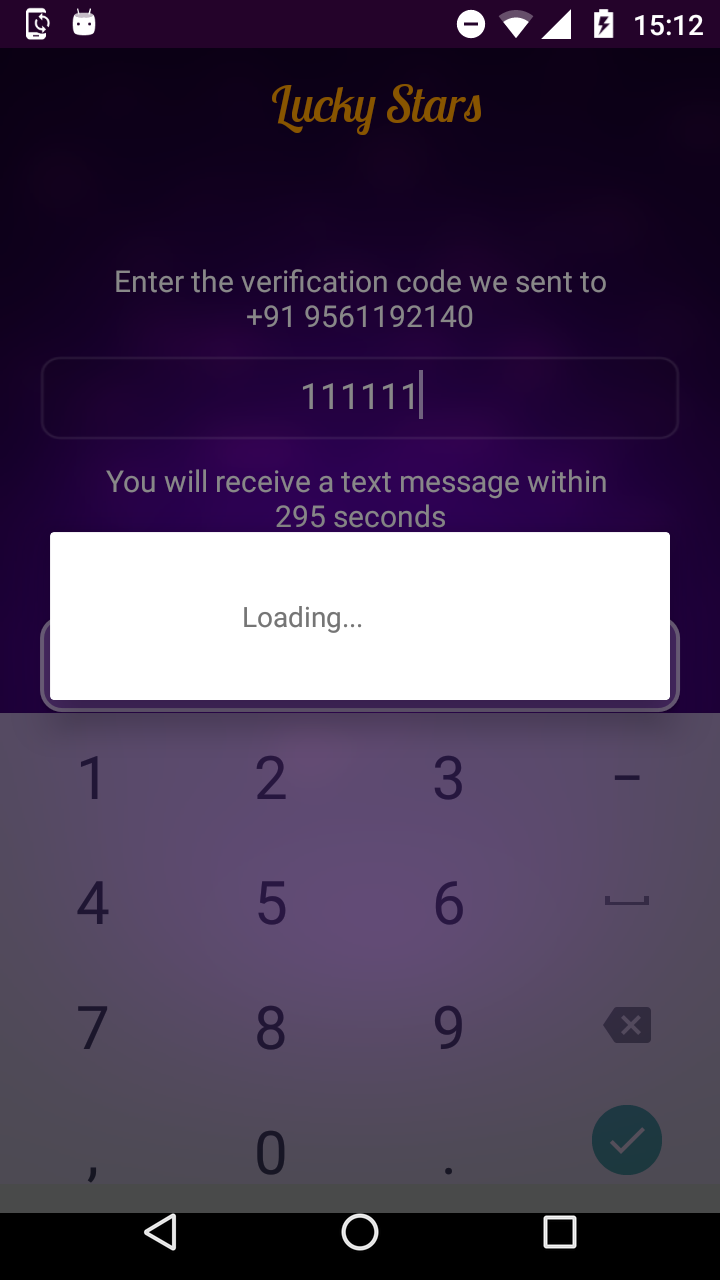 15:12
Lucky Stars
Enter the verification code we sent to
+91 9561192140
111111
You will receive a text message within
295 seconds
Loading...
1 2 3 –
4 5 6
7 8 9
, 0 .